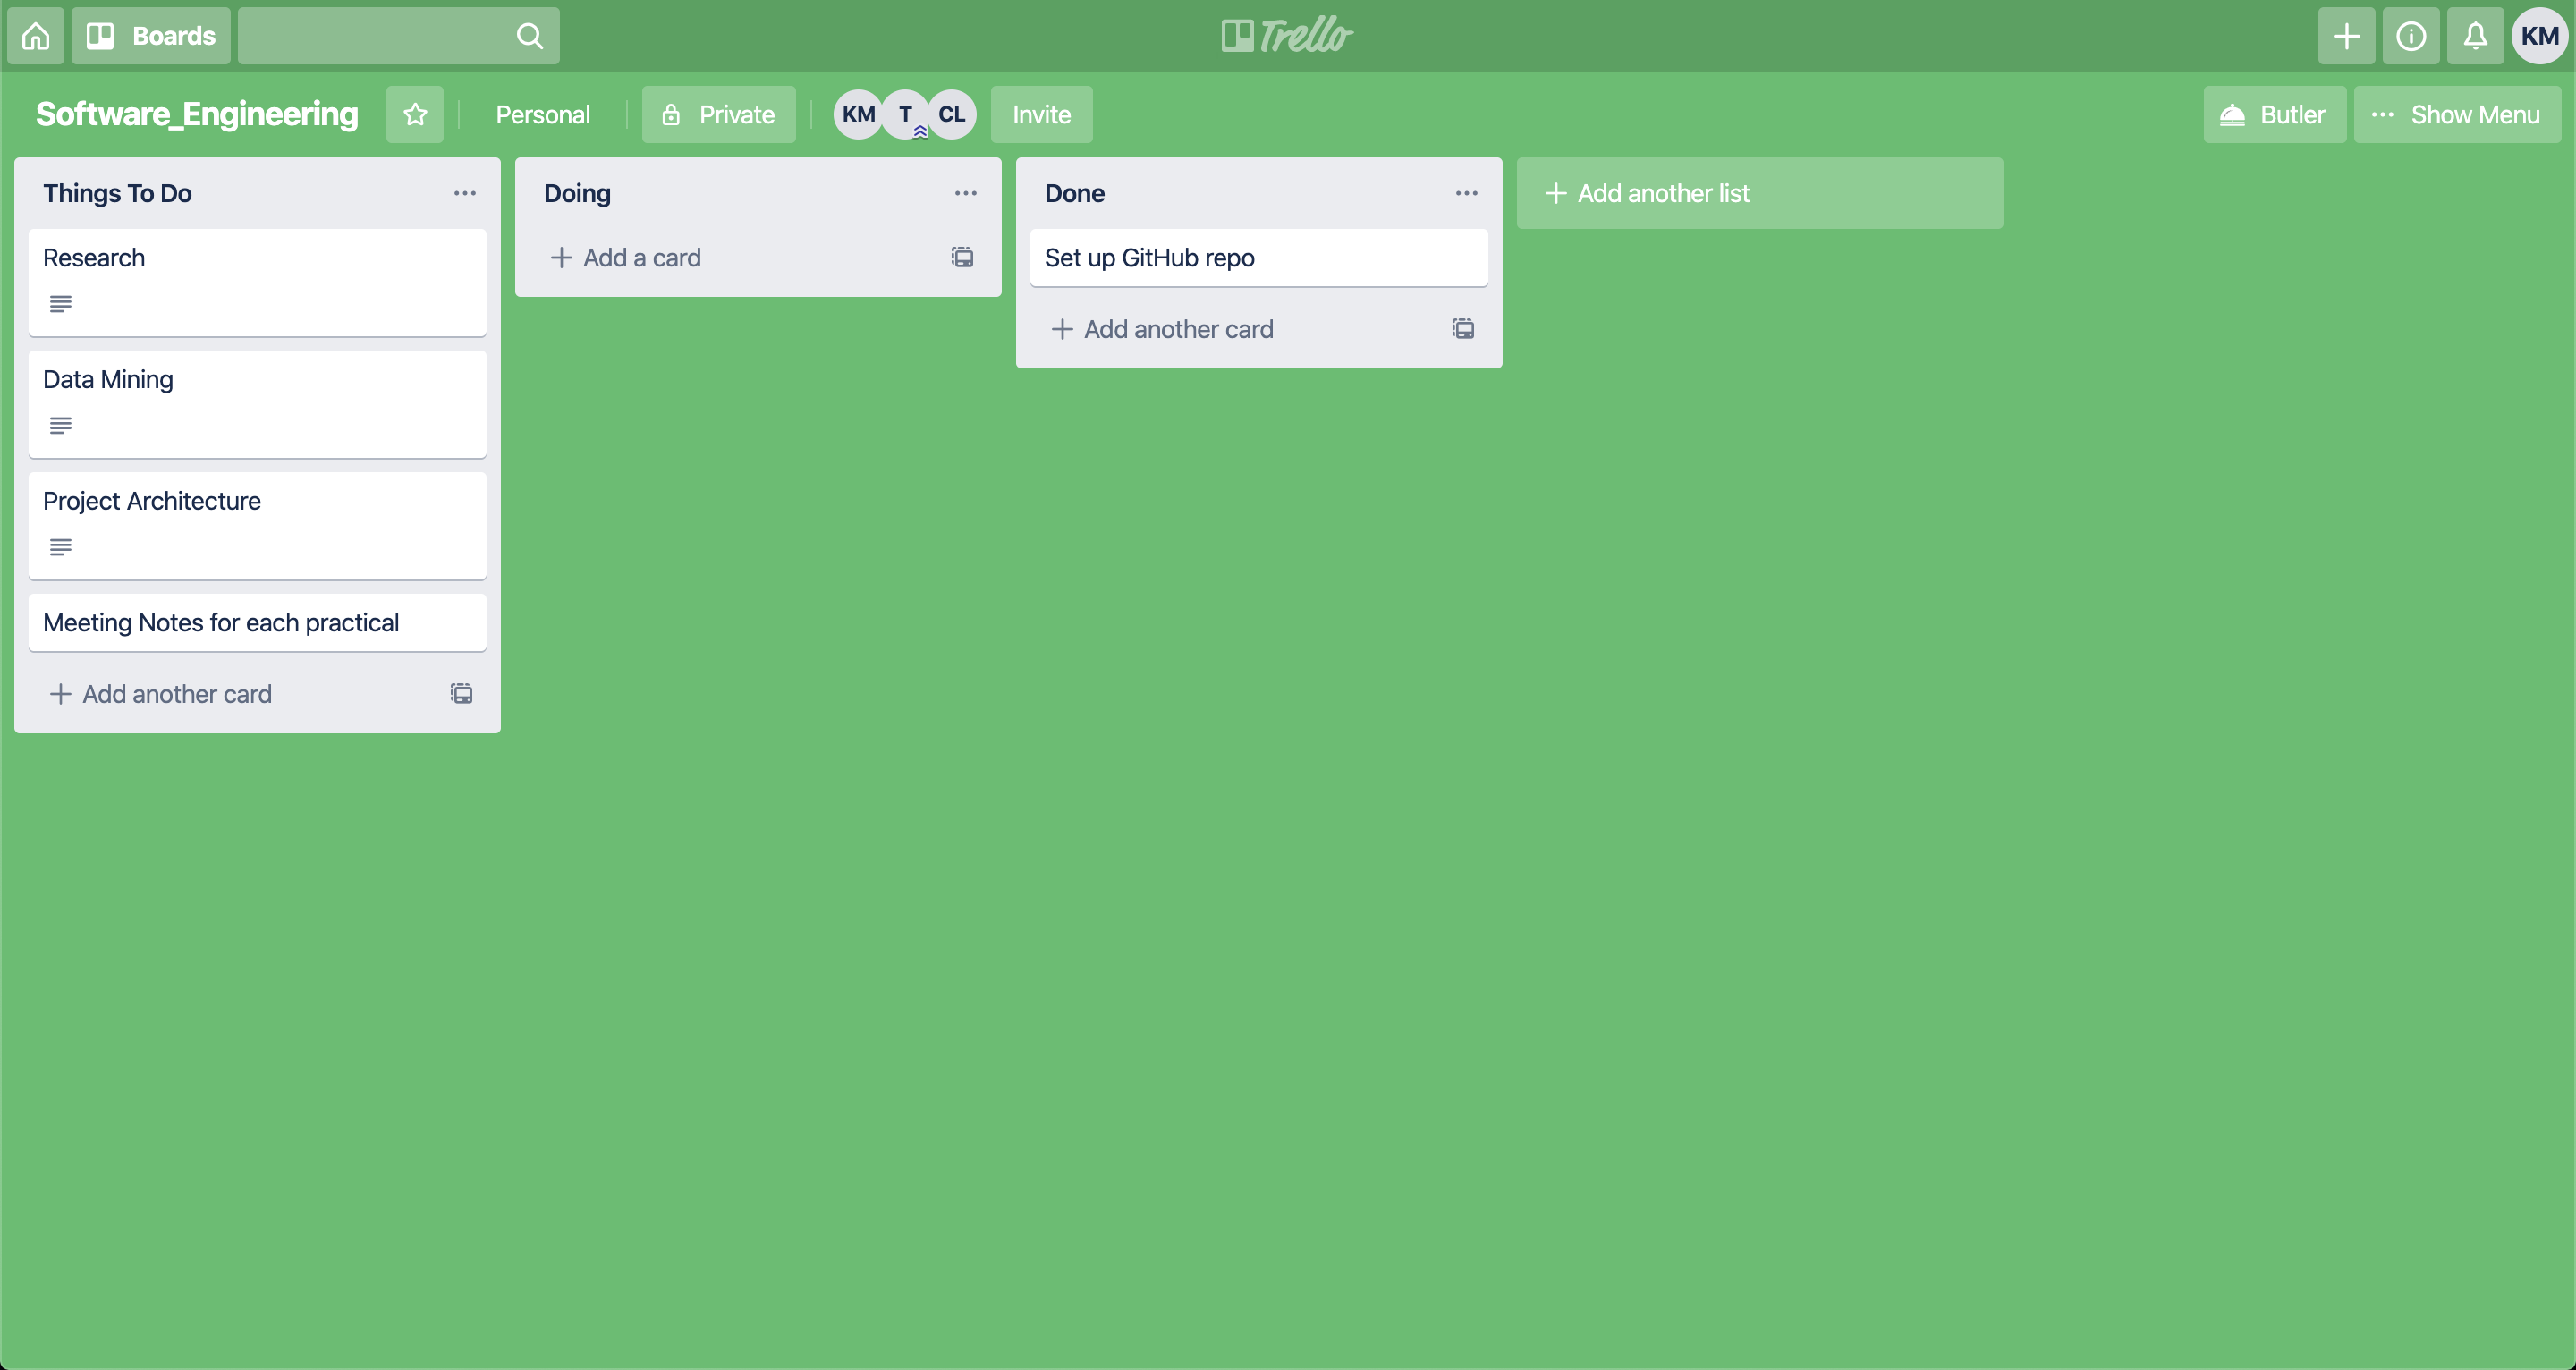 Boards
Trello
KM
Software_Engineering
Personal
Private
KM T CL
Invite
Butler
... Show Menu
Things To Do
Research
Data Mining
Project Architecture
Meeting Notes for each practical
+ Add another card
Doing
+ Add a card
Done
Set up GitHub repo
+ Add another card
+ Add another list